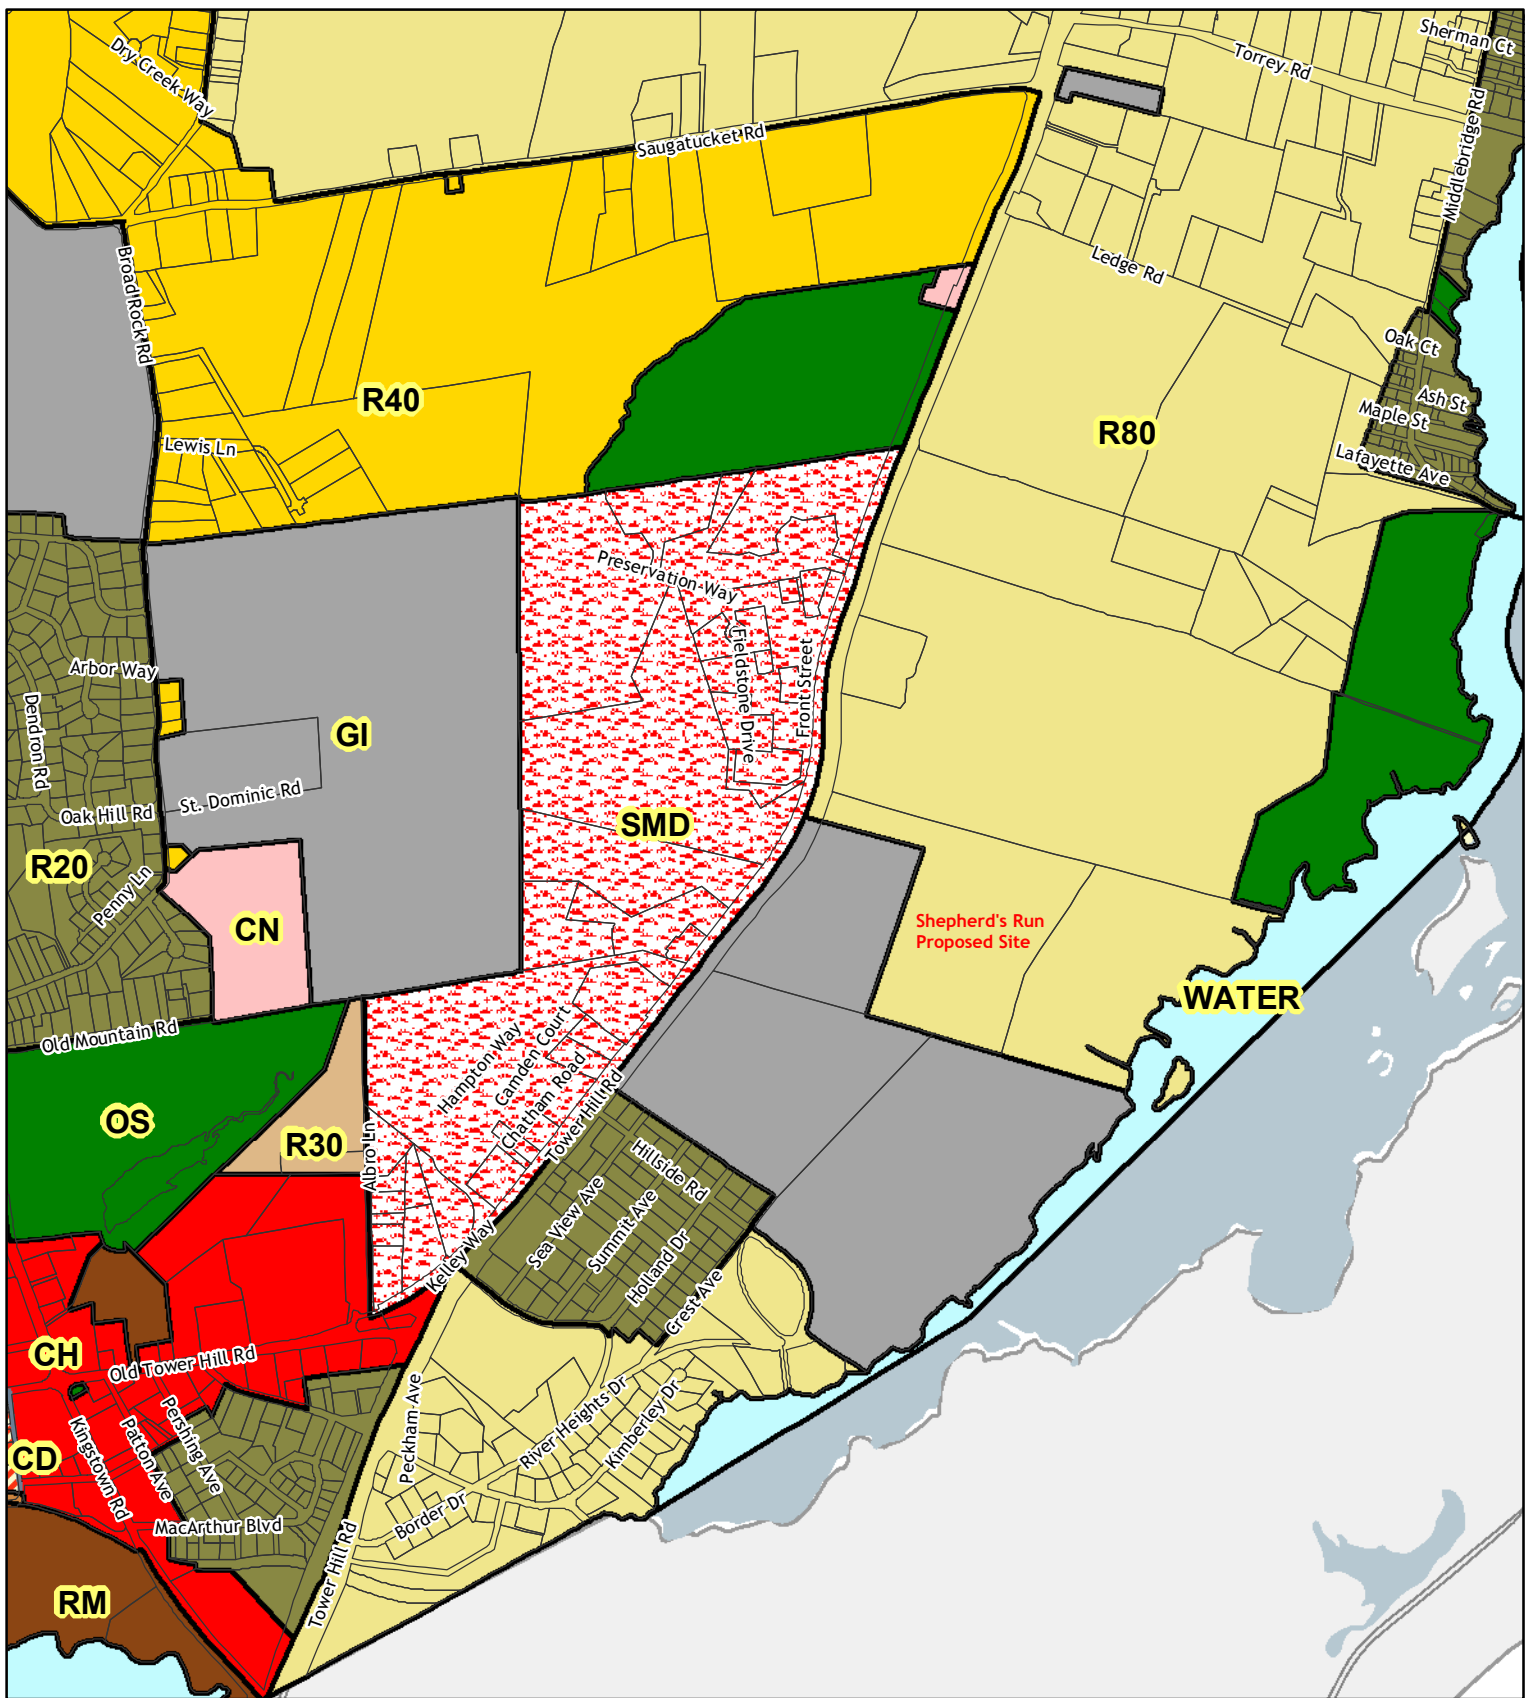 Sherman Ct
Dry Creek Way
Torrey Rd
Saugatucket Rd
Middlebridge Rd
Broad Rock Rd
Ledge Rd
Oak Ct
R40
Ash St
Maple St
R80
Lewis Ln
Lafayette Ave
Preservation Way
Fieldstone Drive
Front Street
Arbor Way
Dendron Rd
GI
St. Dominic Rd
Oak Hill Rd
SMD
R20
Penny Ln
CN
Shepherd's Run
Proposed Site
WATER
Old Mountain Rd
Hampton Way
Camden Court
Chatham Road
Tower Hill Rd
OS
R30
Albro Ln
Hillside Rd
Sea View Ave
Summit Ave
Holland Dr
Kelley Way
Crest Ave
CH
Old Tower Hill Rd
Peckham Ave
River Heights Dr
Kimberley Dr
Pershing Ave
Patton Ave
Kingstown Rd
CD
Border Dr
MacArthur Blvd
Tower Hill Rd
RM